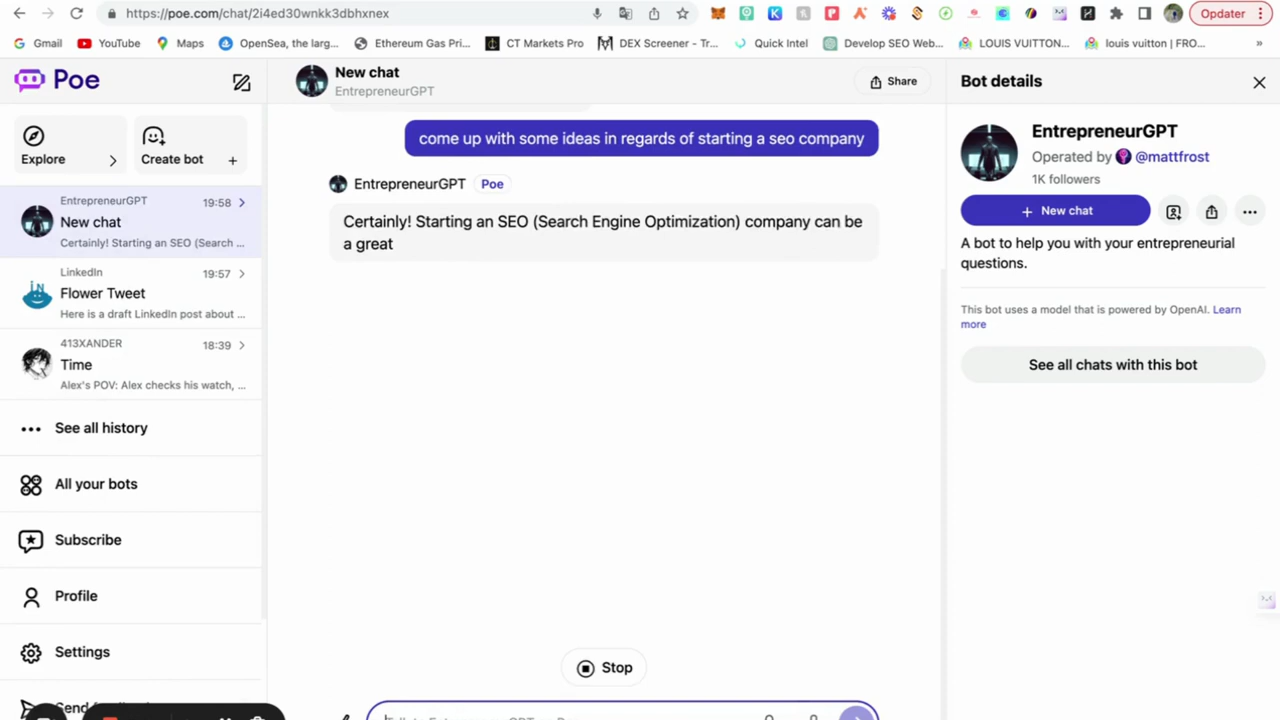 https://poe.com/chat/2i4ed30wnkk3dbhxnex
Updater
Gmail
YouTube
Maps
OpenSea, the larg...
Ethereum Gas Pri...
CT Markets Pro
DEX Screener - Tr...
Quick Intel
Develop SEO Web...
LOUIS VUITTON...
louis vuitton | FRO...
»
Poe
Explore
Create bot
EntrepreneurGPT
19:58
New chat
Certainly! Starting an SEO (Search ...
LinkedIn
19:57
Flower Tweet
Here is a draft LinkedIn post about ...
413XANDER
18:39
Time
Alex's POV: Alex checks his watch, ...
See all history
All your bots
Subscribe
Profile
Settings
New chat
EntrepreneurGPT
Share
come up with some ideas in regards of starting a seo company
EntrepreneurGPT Poe
Certainly! Starting an SEO (Search Engine Optimization) company can be
a great
Stop
Bot details
EntrepreneurGPT
Operated by @mattfrost
1K followers
New chat
A bot to help you with your entrepreneurial
questions.
This bot uses a model that is powered by OpenAI. Learn
more
See all chats with this bot